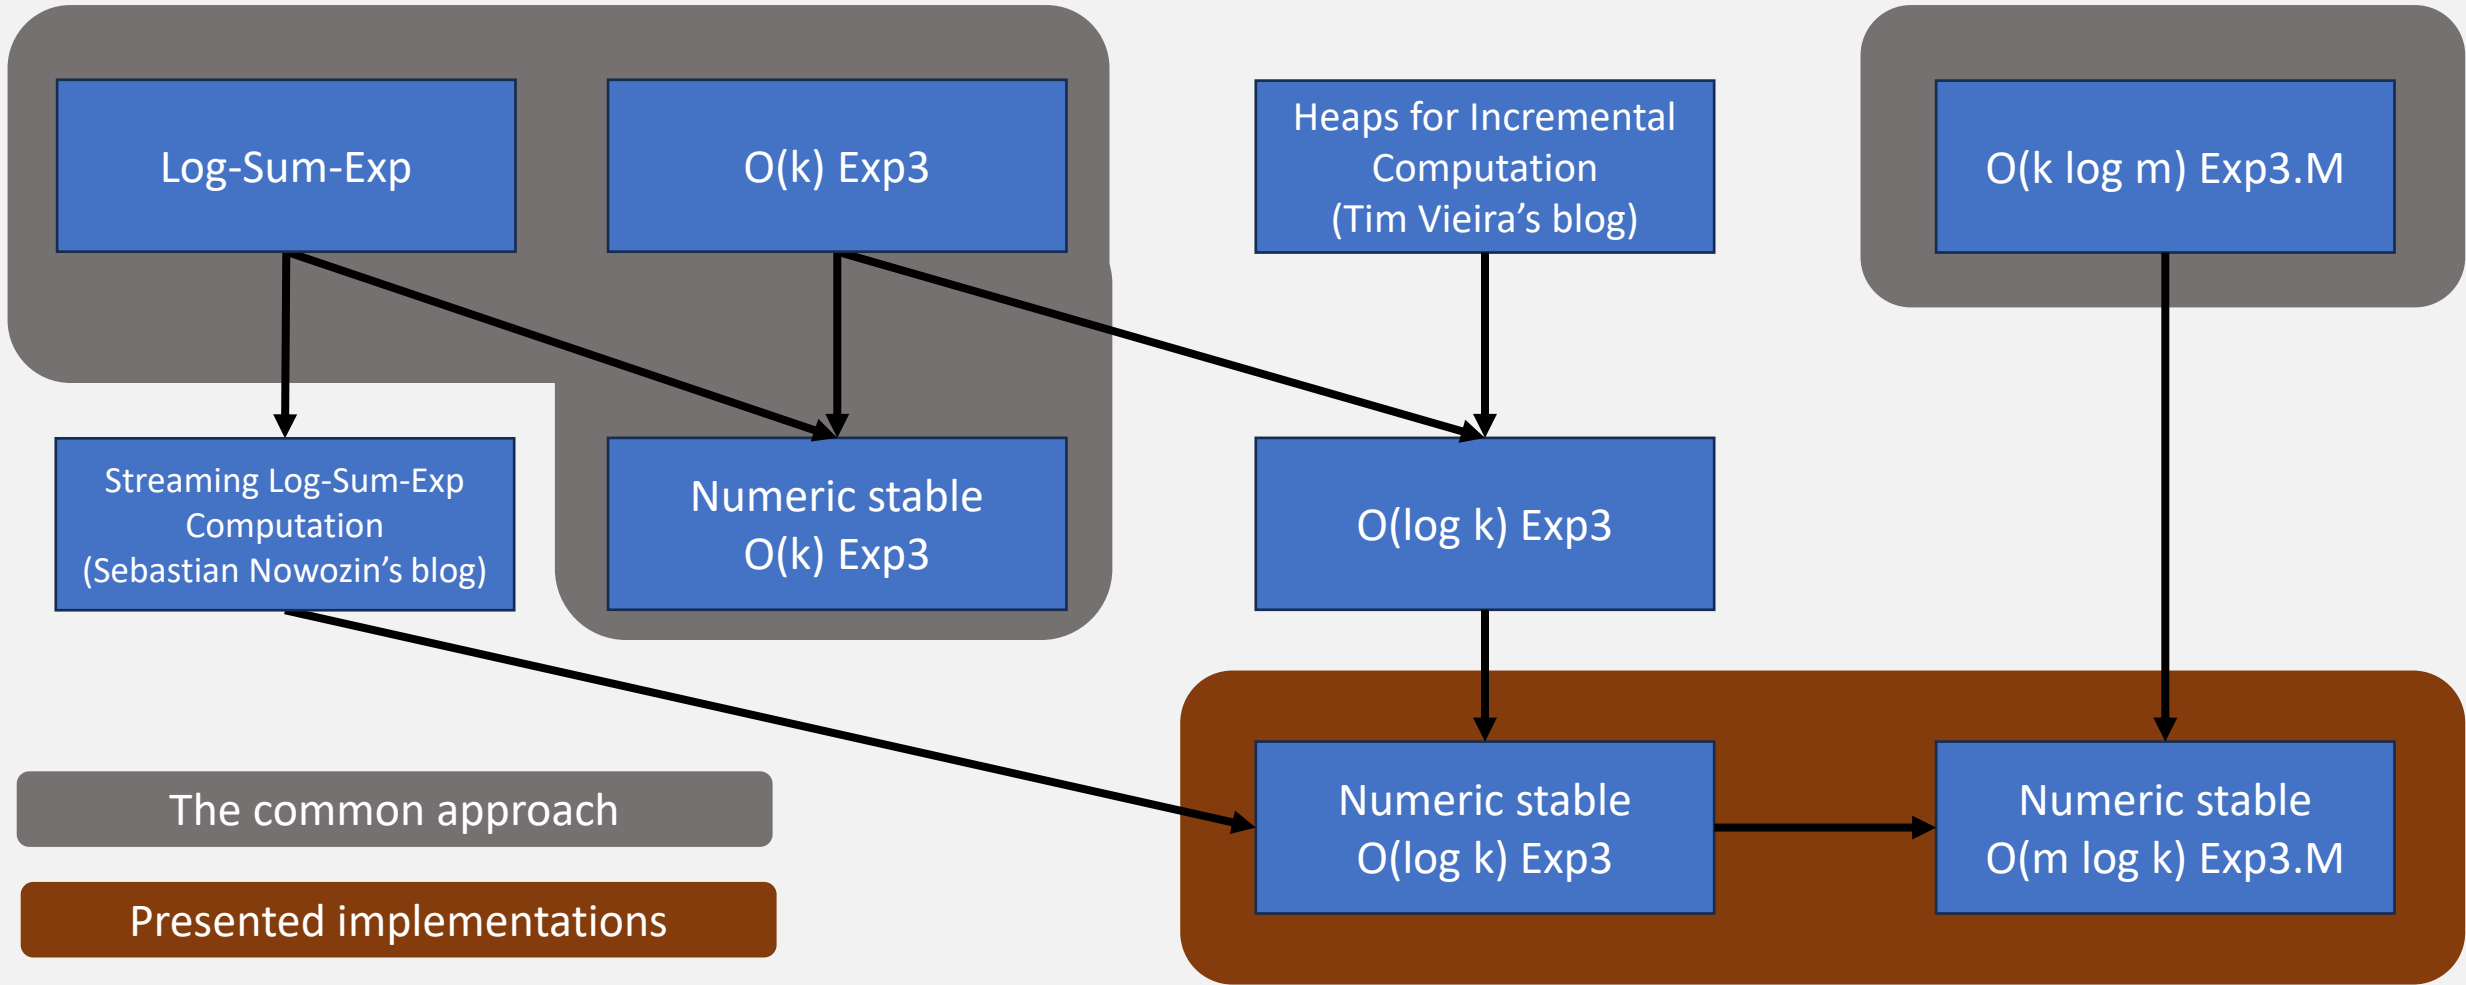 Log-Sum-Exp
O(k) Exp3
Heaps for Incremental
Computation
(Tim Vieira’s blog)
O(k log m) Exp3.M
Streaming Log-Sum-Exp
Computation
(Sebastian Nowozin’s blog)
Numeric stable
O(k) Exp3
O(log k) Exp3
The common approach
Presented implementations
Numeric stable
O(log k) Exp3
Numeric stable
O(m log k) Exp3.M